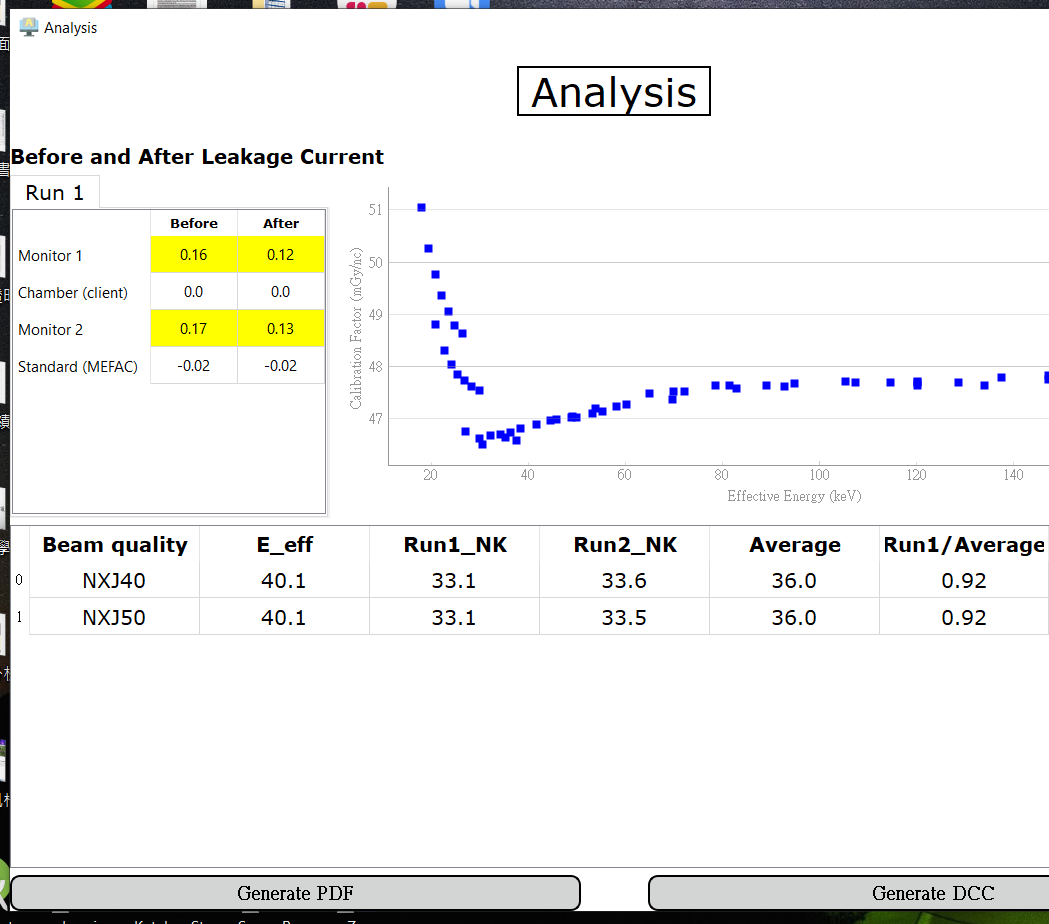 Analysis
Analysis
Before and After Leakage Current
Run 1
Before After
Monitor 1 0.16 0.12
Chamber (client) 0.0 0.0
Monitor 2 0.17 0.13
Standard (MEFAC) -0.02 -0.02
Calibration Factor (mGy/nc)
51
50
49
48
47
20 40 60 80 100 120 140
Effective Energy (keV)
Beam quality E_eff Run1_NK Run2_NK Average Run1/Average
0 NXJ40 40.1 33.1 33.6 36.0 0.92
1 NXJ50 40.1 33.1 33.5 36.0 0.92
Generate PDF Generate DCC